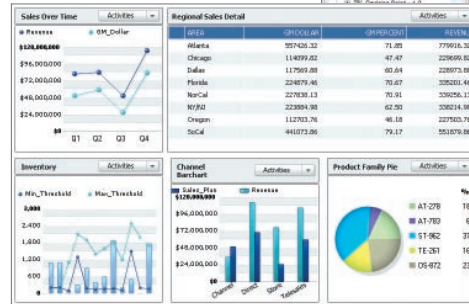 Sales Over Time
Activities
Regional Sales Detail
Activities
Revenue
GM_Dollar
$120,000,000
$96,000,000
$72,000,000
$48,000,000
$24,000,000
$0
Q1 Q2 Q3 Q4
AREA GM DOLLAR GM PERCENT REVENU
Atlanta 557426.32 71.85
Chicago 114899.82 47.47
Dallas 117569.88 60.64
Florida 224879.46 70.67
NorCal 227838.13 70.91
NY/NJ 223884.98 62.50
Oregon 112703.76 46.18
SoCal 441073.86 79.17
Inventory
Activities
Min_Threshold Max_Threshold
3,000
2,400
1,800
1,200
600
0
Channel
Barchart
Activities
Sales_Plan Revenue
$120,000,000
$96,000,000
$72,000,000
$48,000,000
$24,000,000
$0
Channel Direct Store
Product Family Pie
Activities
AT-278
AT-783
ST-962
TE-261